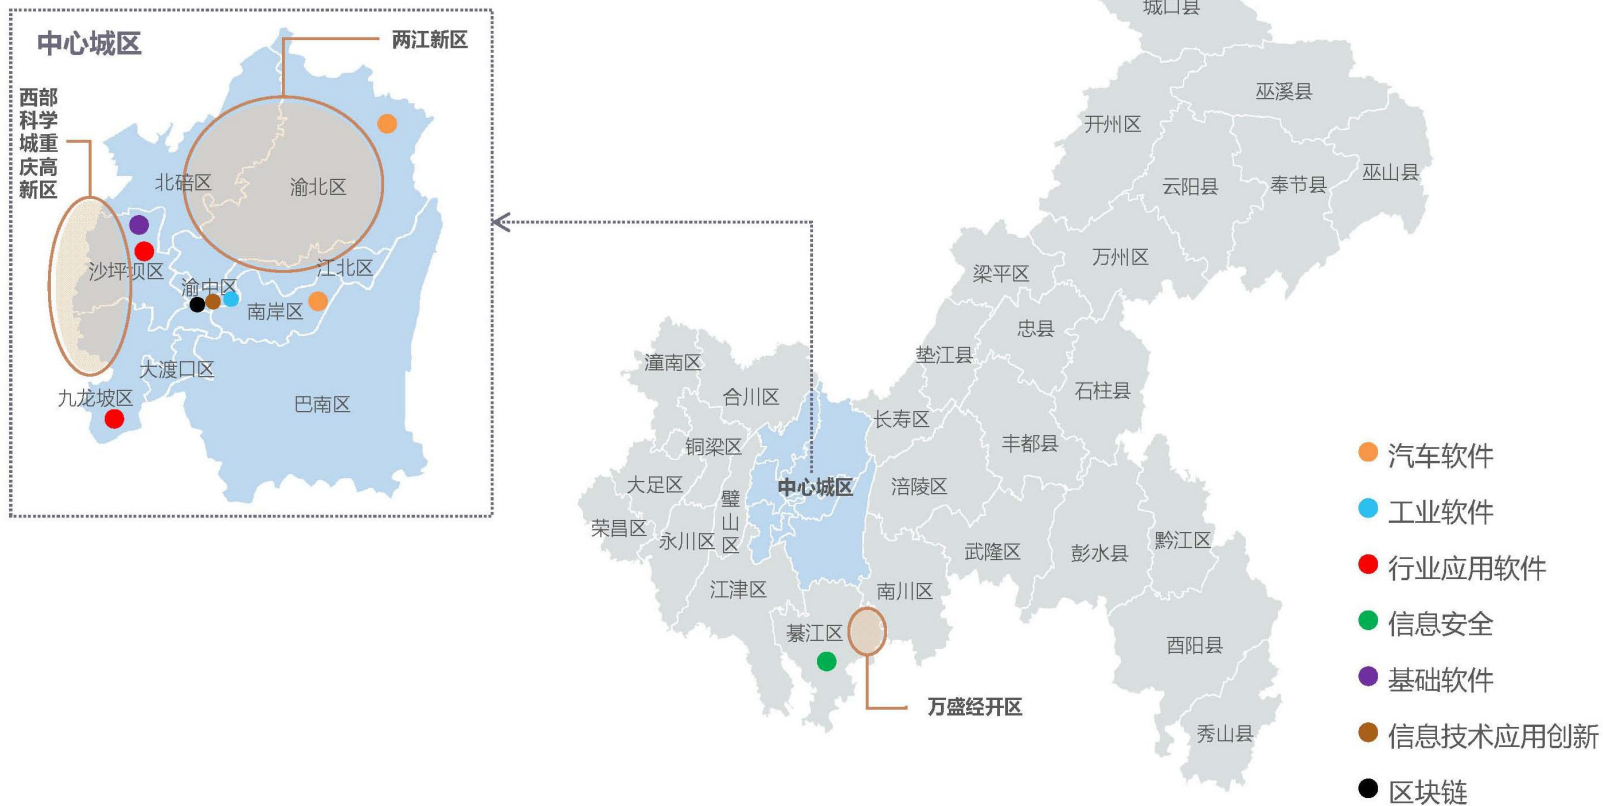 中心城区
两江新区
西部
科学
城重
庆高
新区
北碚区
渝北区
沙坪坝区
渝中区
江北区
南岸区
大渡口区
九龙坡区
巴南区
城口县
巫溪县
开州区
云阳县
奉节县
巫山县
万州区
梁平区
忠县
垫江县
石柱县
潼南区
合川区
长寿区
丰都县
铜梁区
大足区
璧
山
区
中心城区
涪陵区
荣昌区
永川区
武隆区
彭水县
黔江区
江津区
南川区
綦江区
酉阳县
万盛经开区
秀山县
汽车软件
工业软件
行业应用软件
信息安全
基础软件
信息技术应用创新
区块链